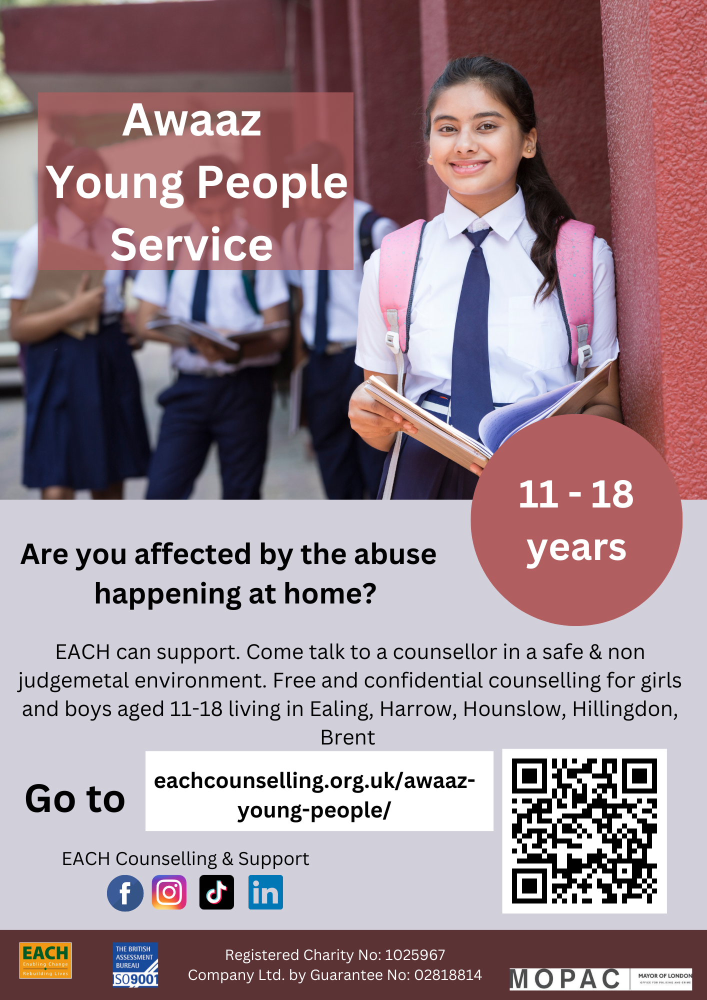 Awaaz
Young People
Service
11 - 18
years
Are you affected by the abuse
happening at home?
EACH can support. Come talk to a counsellor in a safe & non
judgemetal environment. Free and confidential counselling for girls
and boys aged 11-18 living in Ealing, Harrow, Hounslow, Hillingdon,
Brent
Go to
eachcounselling.org.uk/awaaz-
young-people/
EACH Counselling & Support
f
in
EACH
Enabling Change
Rebuilding Lives
THE BRITISH
ASSESSMENT
BUREAU
ISO9001
Registered Charity No: 1025967
Company Ltd. by Guarantee No: 02818814
MOPAC
MAYOR OF LONDON
OFFICE FOR POLICING AND CRIME